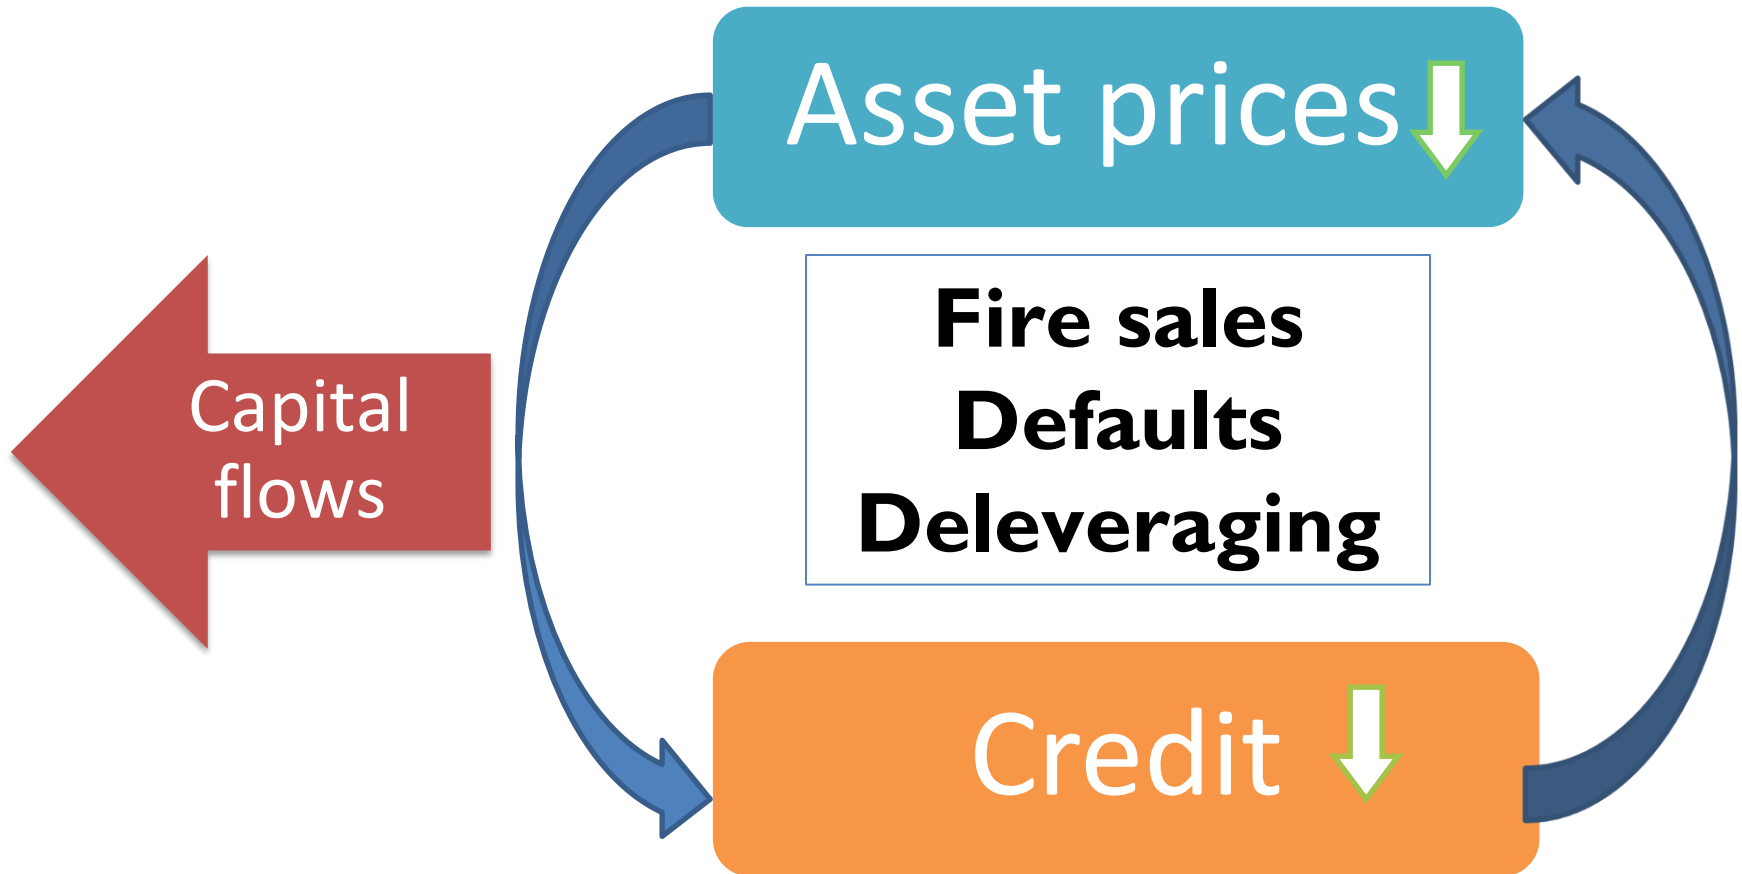 Asset prices
Fire sales
Defaults
Deleveraging
Capital
flows
Credit